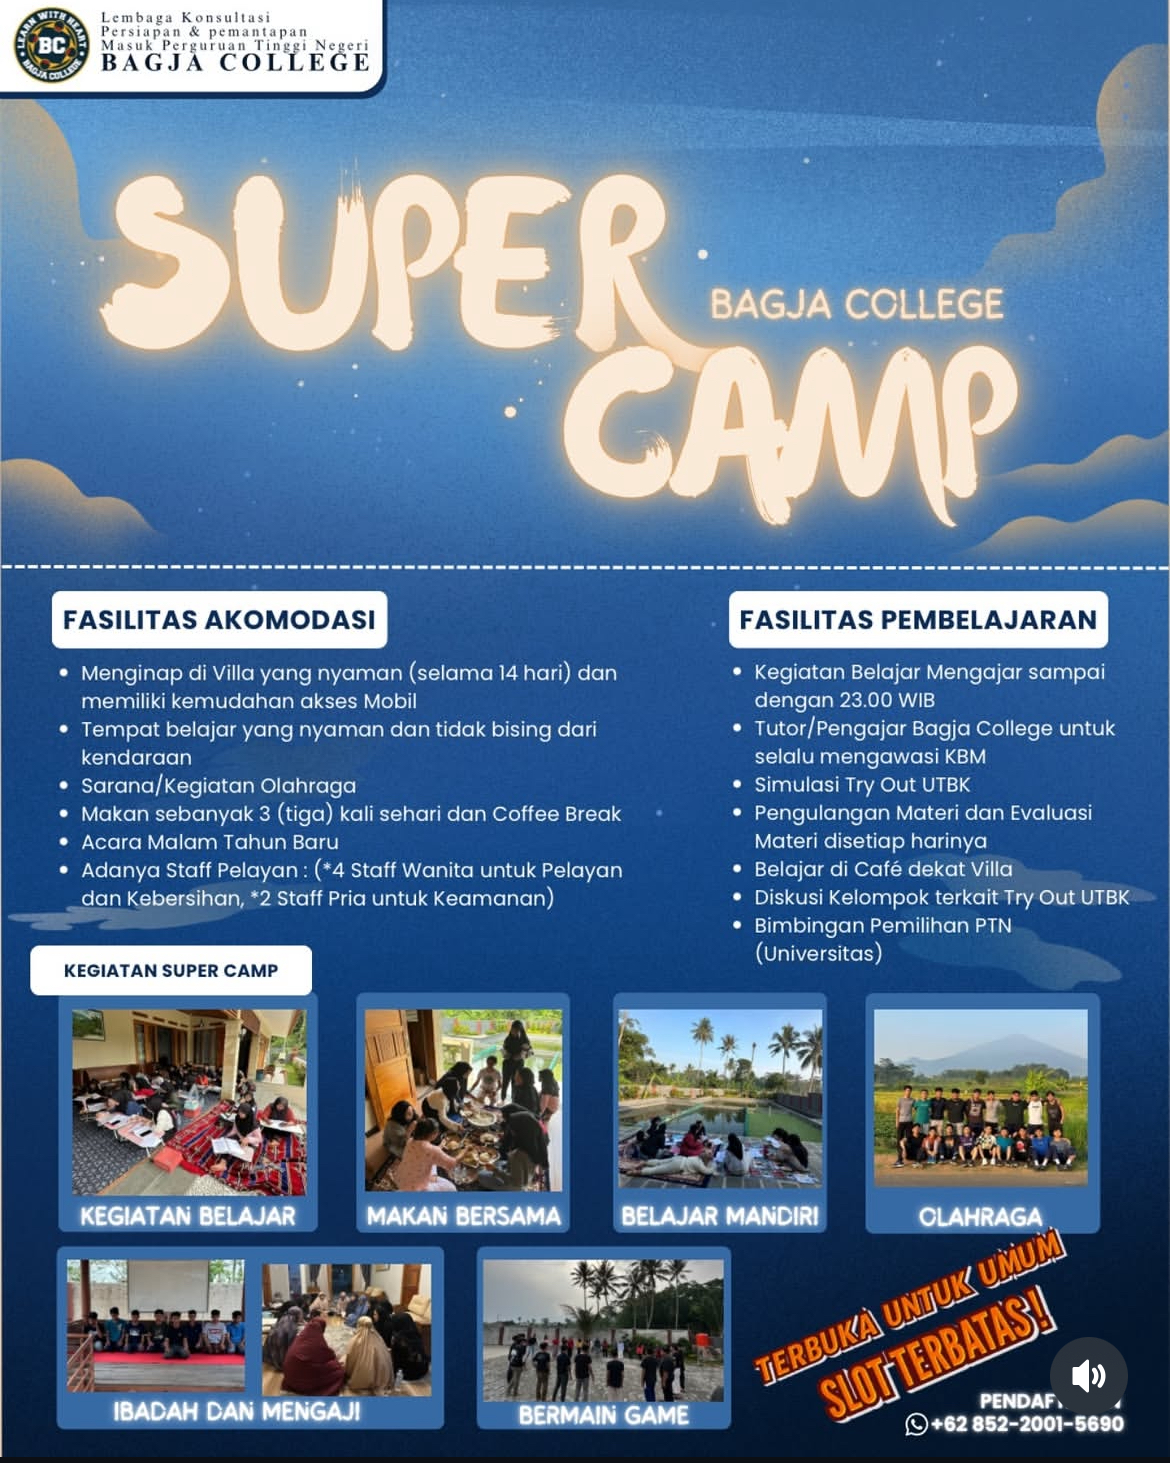 LEARN WITH HEART
BC
BAGJA COLLEGE
Lembaga Konsultasi
Persiapan & pemantapan
Masuk Perguruan Tinggi Negeri
BAGJA COLLEGE
SUPER
BAGJA COLLEGE
CAMP
FASILITAS AKOMODASI
• Menginap di Villa yang nyaman (selama 14 hari) dan
memiliki kemudahan akses Mobil
• Tempat belajar yang nyaman dan tidak bising dari
kendaraan
• Sarana/Kegiatan Olahraga
• Makan sebanyak 3 (tiga) kali sehari dan Coffee Break
• Acara Malam Tahun Baru
• Adanya Staff Pelayan : (*4 Staff Wanita untuk Pelayan
dan Kebersihan, *2 Staff Pria untuk Keamanan)
FASILITAS PEMBELAJARAN
• Kegiatan Belajar Mengajar sampai
dengan 23.00 WIB
• Tutor/Pengajar Bagja College untuk
selalu mengawasi KBM
• Simulasi Try Out UTBK
• Pengulangan Materi dan Evaluasi
Materi disetiap harinya
• Belajar di Café dekat Villa
• Diskusi Kelompok terkait Try Out UTBK
• Bimbingan Pemilihan PTN
(Universitas)
KEGIATAN SUPER CAMP
KEGIATAN BELAJAR
MAKAN BERSAMA
BELAJAR MANDIRI
OLAHRAGA
IBADAH DAN MENGAJI
BERMAIN GAME
TERBUKA UNTUK UMUM
SLOT TERBATAS!
+62 852-2001-5690